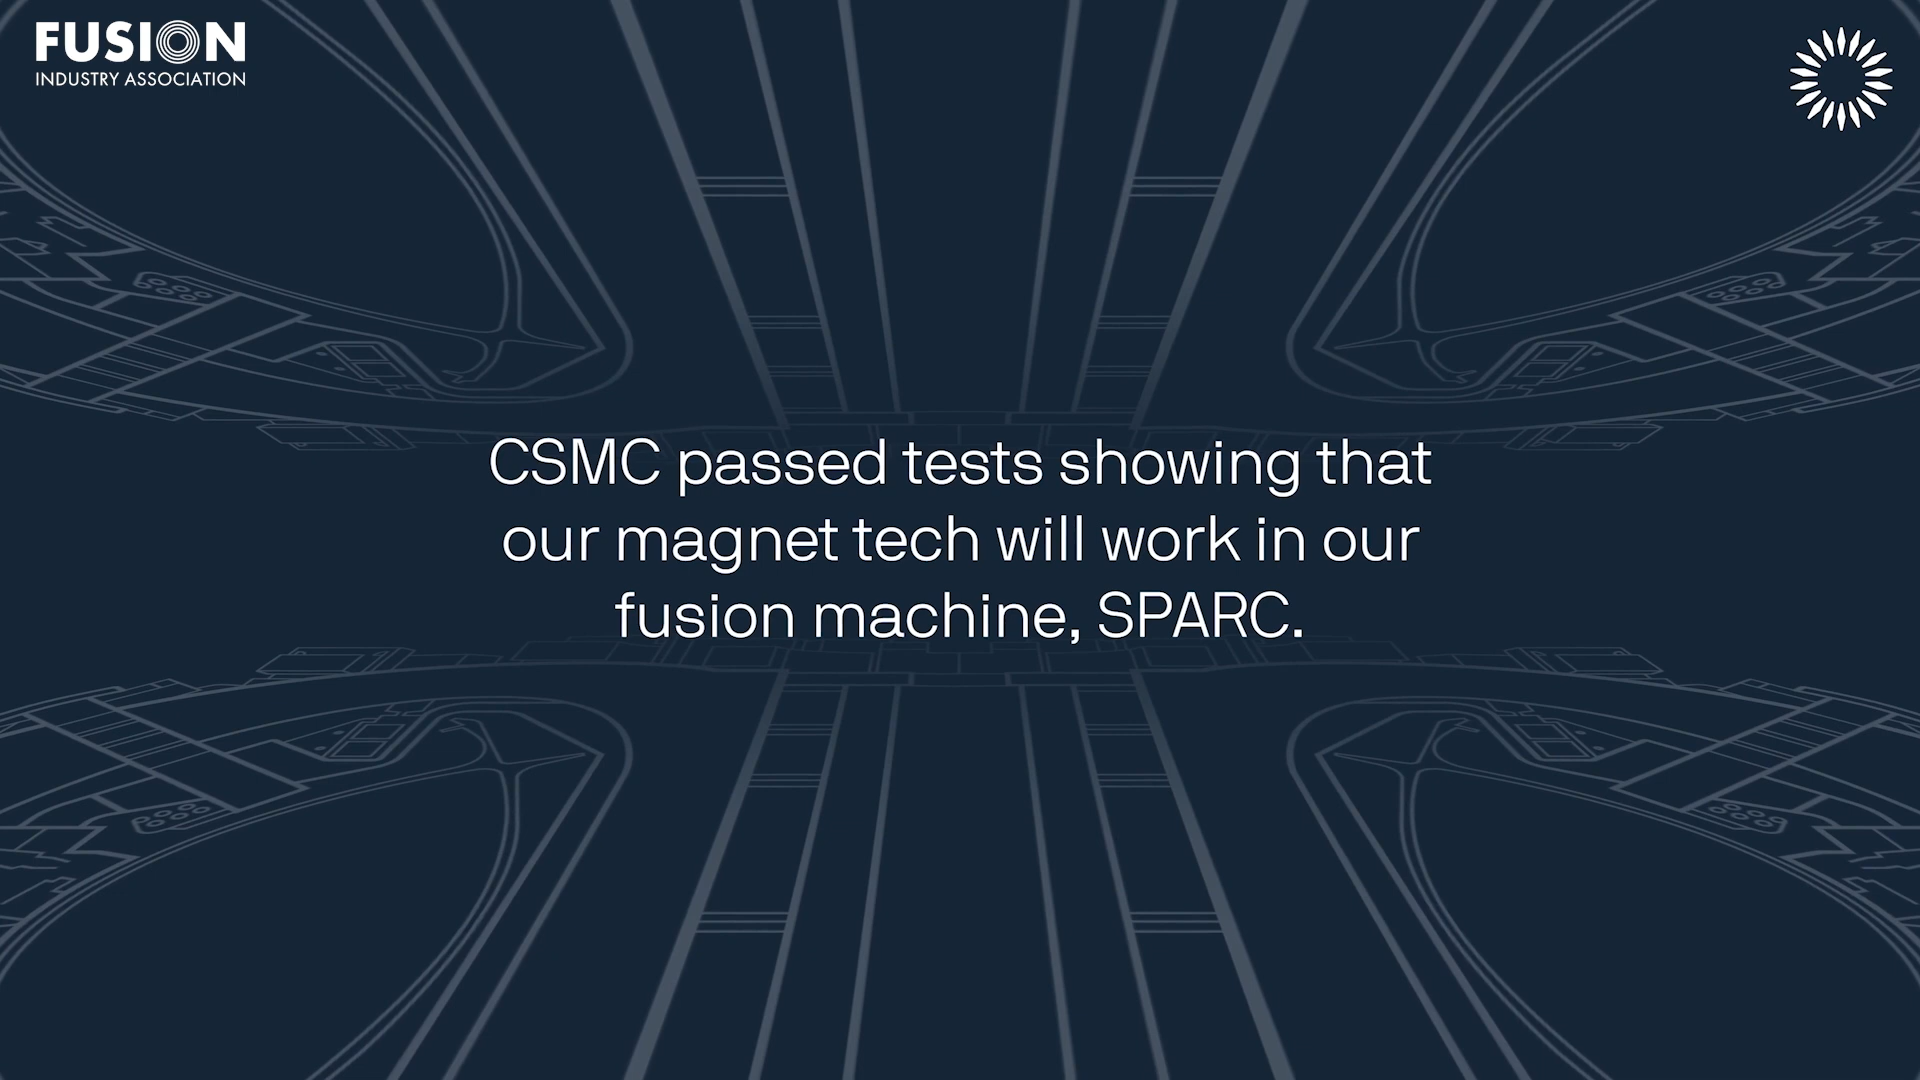 FUSION
INDUSTRY ASSOCIATION
CSMC passed tests showing that
our magnet tech will work in our
fusion machine, SPARC.